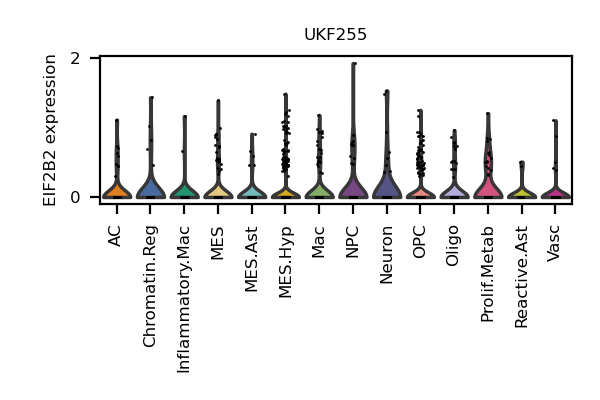 UKF255
EIF2B2 expression
2
0
AC
Chromatin.Reg
Inflammatory.Mac
MES
MES.Ast
MES.Hyp
Mac
NPC
Neuron
OPC
Oligo
Prolif.Metab
Reactive.Ast
Vasc